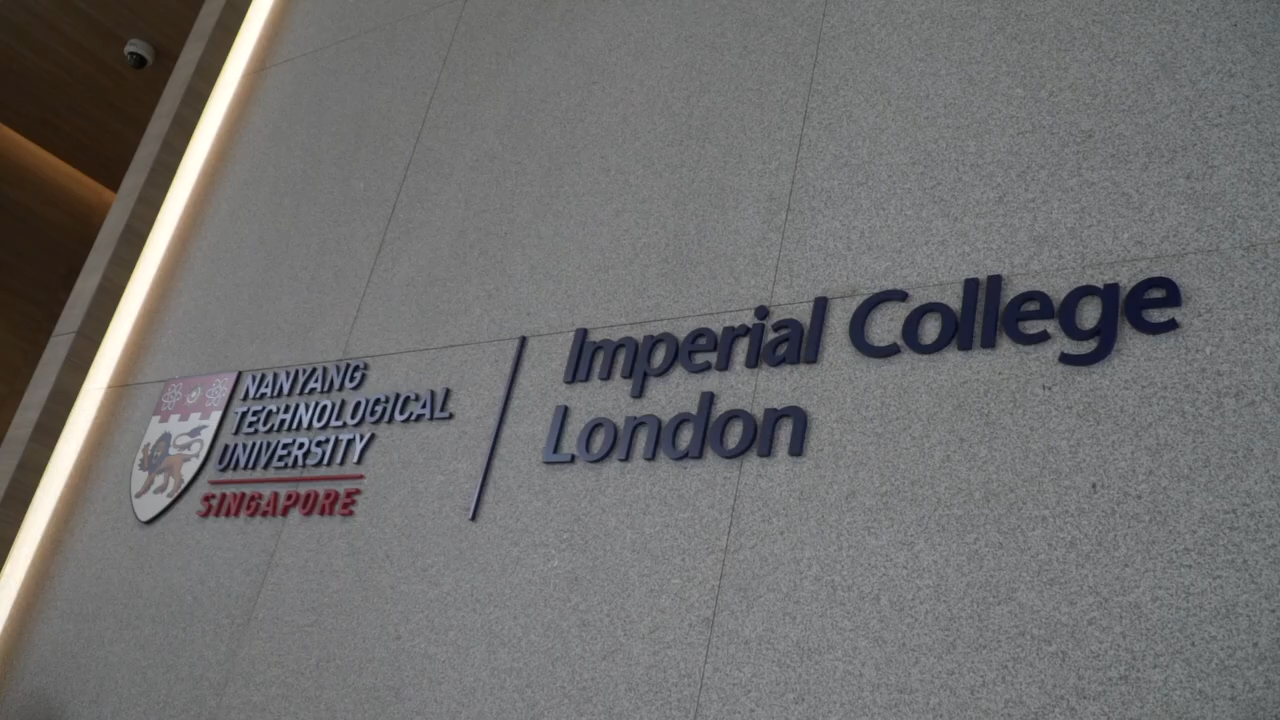 NANYANG
TECHNOLOGICAL
UNIVERSITY
SINGAPORE
Imperial College
London